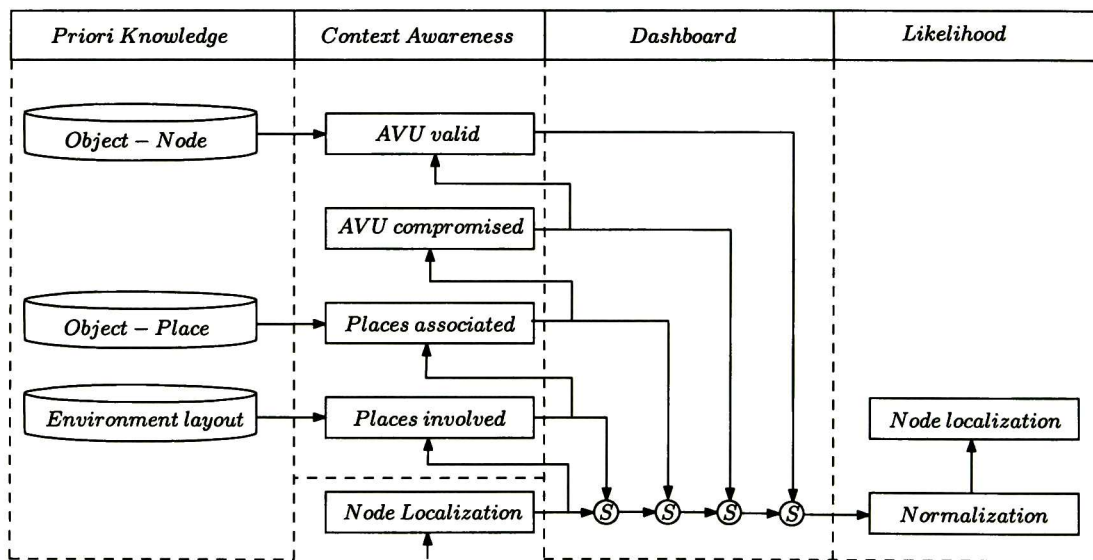 Priori Knowledge
Context Awareness
Dashboard
Likelihood
Object – Node
AVU valid
AVU compromised
Object – Place
Places associated
Environment layout
Places involved
Node localization
Node Localization
S
S
S
S
Normalization